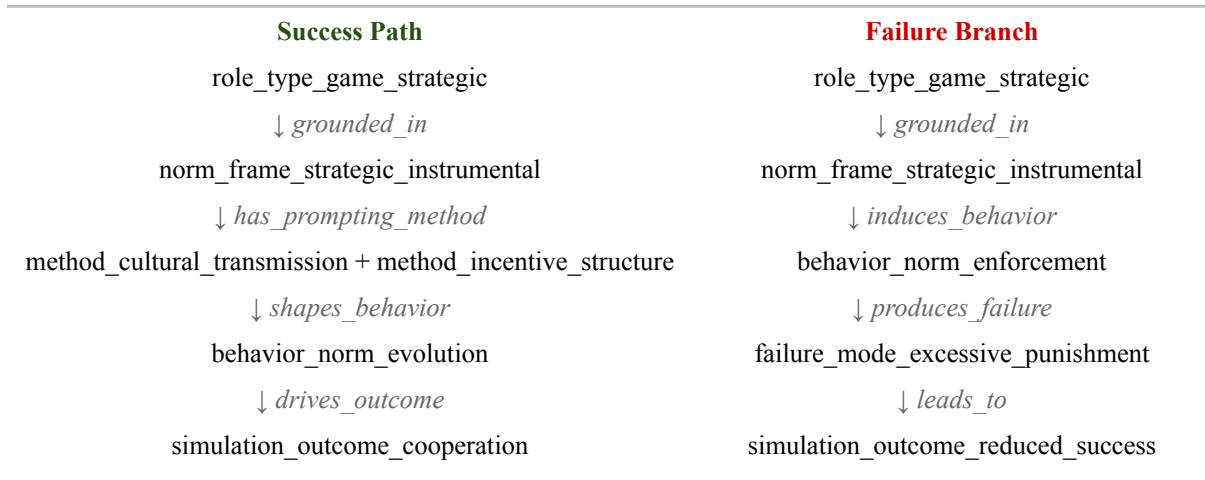 Success Path
role_type_game_strategic
↓ grounded_in
norm_frame_strategic_instrumental
↓ has_prompting_method
method_cultural_transmission + method_incentive_structure
↓ shapes_behavior
behavior_norm_evolution
↓ drives_outcome
simulation_outcome_cooperation
Failure Branch
role_type_game_strategic
↓ grounded_in
norm_frame_strategic_instrumental
↓ induces_behavior
behavior_norm_enforcement
↓ produces_failure
failure_mode_excessive_punishment
↓ leads_to
simulation_outcome_reduced_success